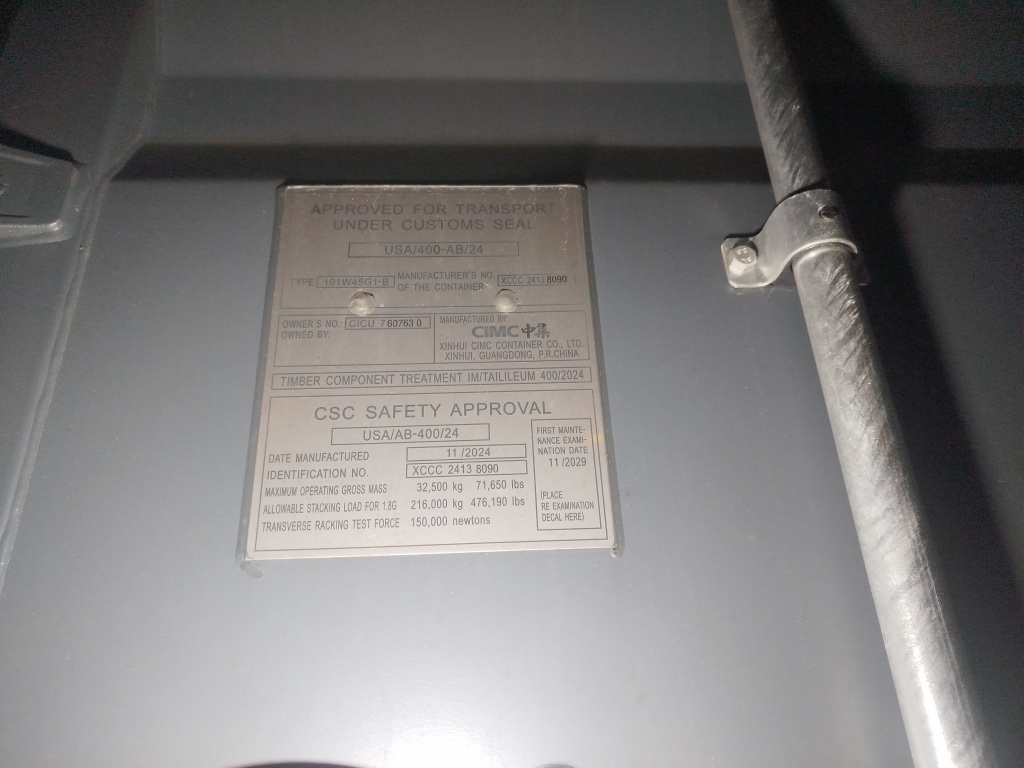 APPROVED FOR TRANSPORT
UNDER CUSTOMS SEAL
USA/400-AB/24
TYPE 101W45G1-B MANUFACTURER'S NO. OF THE CONTAINER XCCC 2413 8090
OWNER'S NO.: CICU 760763 0
OWNED BY:
MANUFACTURED BY:
CIMC 中集
XINHUI CIMC CONTAINER CO., LTD.
XINHUI, GUANGDONG, P.R.CHINA
TIMBER COMPONENT TREATMENT IM/TAILILEUM 400/2024
CSC SAFETY APPROVAL
USA/AB-400/24
DATE MANUFACTURED 11 /2024
IDENTIFICATION NO. XCCC 2413 8090
MAXIMUM OPERATING GROSS MASS 32,500 kg 71,650 lbs
ALLOWABLE STACKING LOAD FOR 1.8G 216,000 kg 476,190 lbs
TRANSVERSE RACKING TEST FORCE 150,000 newtons
FIRST MAINTE-
NANCE EXAMI-
NATION DATE
11 /2029
(PLACE
RE EXAMINATION
DECAL HERE)